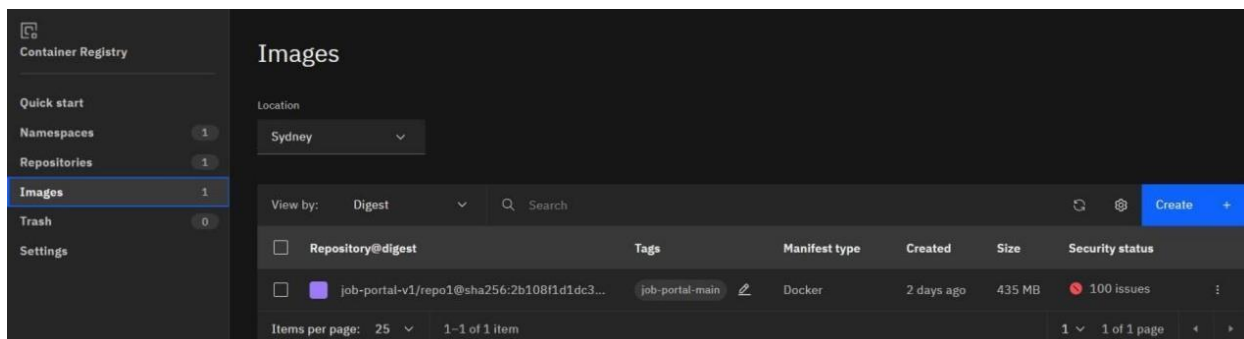 Container Registry
Quick start
Namespaces 1
Repositories 1
Images 1
Trash 0
Settings
Images
Location
Sydney
View by: Digest Search Create +
Repository@digest Tags Manifest type Created Size Security status
job-portal-v1/repo1@sha256:2b108f1d1dc3... job-portal-main Docker 2 days ago 435 MB 100 issues
Items per page: 25 1–1 of 1 item 1 1 of 1 page